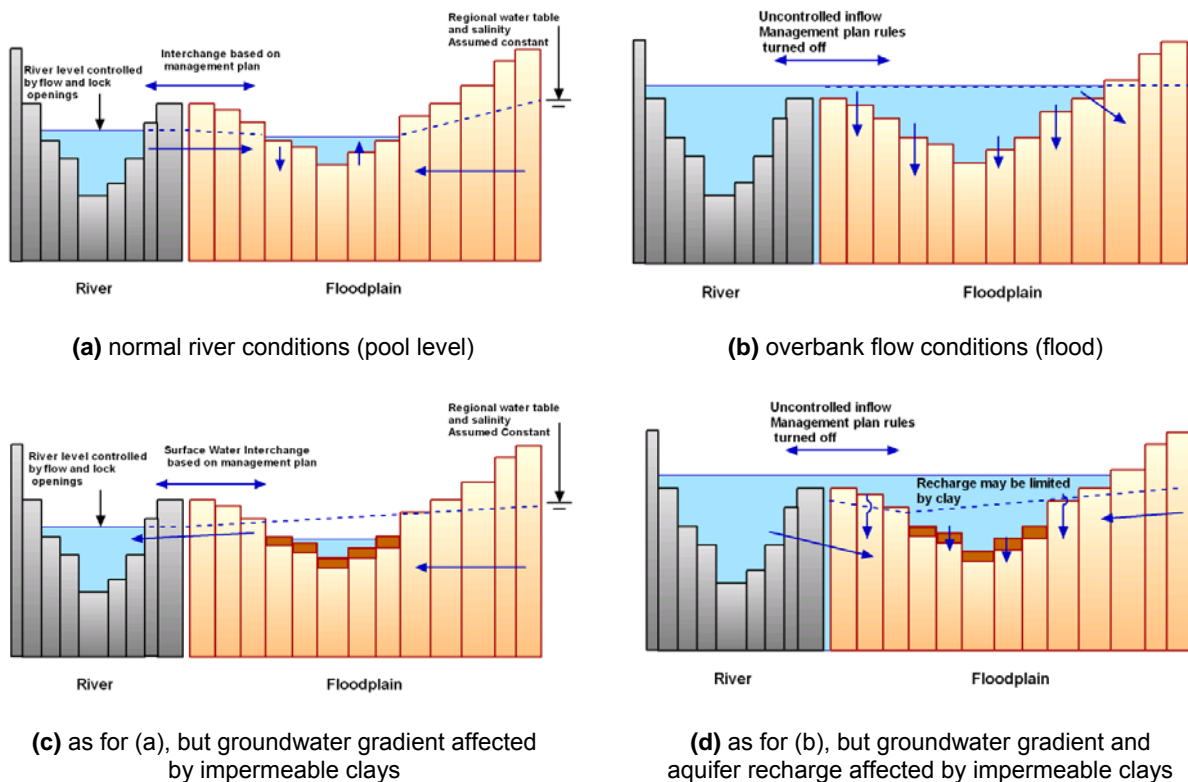 Regional water table
and salinity
Assumed constant
Interchange based on
management plan
River level controlled
by flow and lock
openings
River
Floodplain
(a) normal river conditions (pool level)
Uncontrolled inflow
Management plan rules
turned off
River
Floodplain
(b) overbank flow conditions (flood)
Regional water table
and salinity
Assumed Constant
Surface Water Interchange
based on management plan
River level controlled
by flow and lock
openings
River
Floodplain
(c) as for (a), but groundwater gradient affected
by impermeable clays
Uncontrolled inflow
Management plan rules
turned off
Recharge may be limited
by clay
River
Floodplain
(d) as for (b), but groundwater gradient and
aquifer recharge affected by impermeable clays